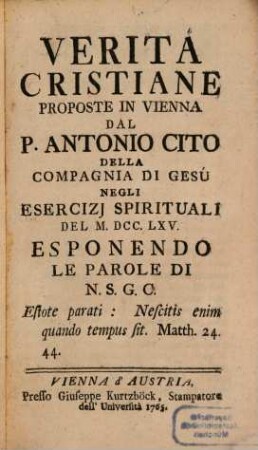 VERITÁ
CRISTIANE
PROPOSTE IN VIENNA
DAL
P. ANTONIO CITO
DELLA
COMPAGNIA DI GESÚ
NEGLI
ESERCIZJ SPIRITUALI
DEL M. DCC. LXV.
ESPONENDO
LE PAROLE DI
N. S. G. C.
Estote parati: Nescitis enim
quando tempus sit. Matth. 24.
44.
VIENNA d' AUSTRIA,
Presso Giuseppe Kurtzböck, Stampatore
dell' Università 1765.